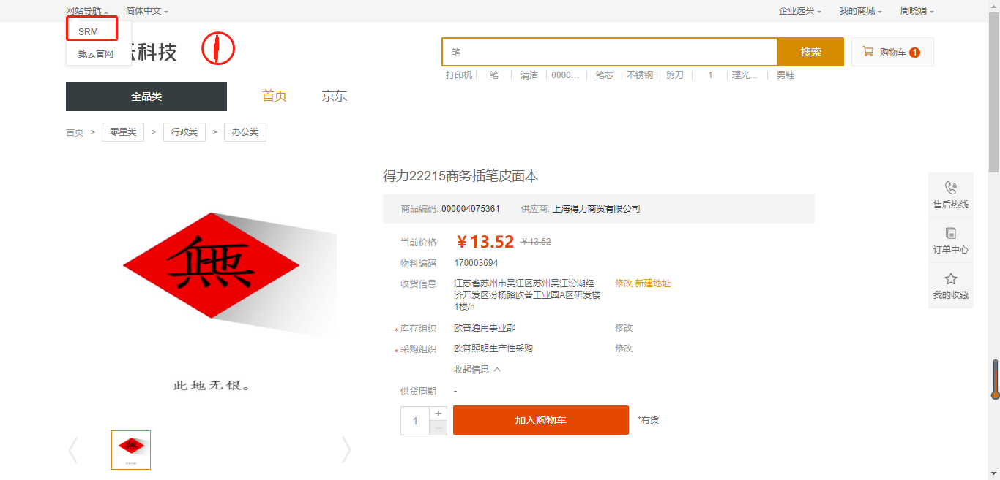 网站导航 简体中文 企业选买 我的商城 周晓娟
SRM
甄云官网
云科技
笔 搜索 购物车 1
打印机 笔 清洁 0000... 笔芯 不锈钢 剪刀 1 理光... 男鞋
全品类 首页 京东
首页 > 零星类 > 行政类 > 办公类
得力22215商务插笔皮面本
商品编码: 000004075361 供应商: 上海得力商贸有限公司
当前价格 ¥13.52 ¥13.52
物料编码 170003694
收货信息 江苏省苏州市吴江区苏州吴江汾湖经 修改 新建地址
济开发区汾杨路欧普工业园A区研发楼
1楼/n
* 库存组织 欧普通用事业部 修改
* 采购组织 欧普照明生产性采购 修改
收起信息
供货周期 -
1 + - 加入购物车 *有货
無
此地无银。
售后热线
订单中心
我的收藏